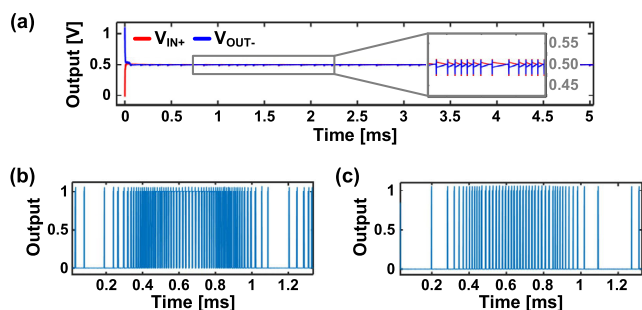 (a)
V_IN+ V_OUT-
Output [V]
1
0.5
0
0.55
0.50
0.45
0 0.5 1 1.5 2 2.5 3 3.5 4 4.5 5
Time [ms]
(b)
Output
1
0.5
0
0.2 0.4 0.6 0.8 1 1.2
Time [ms]
(c)
Output
1
0.5
0
0.2 0.4 0.6 0.8 1 1.2
Time [ms]